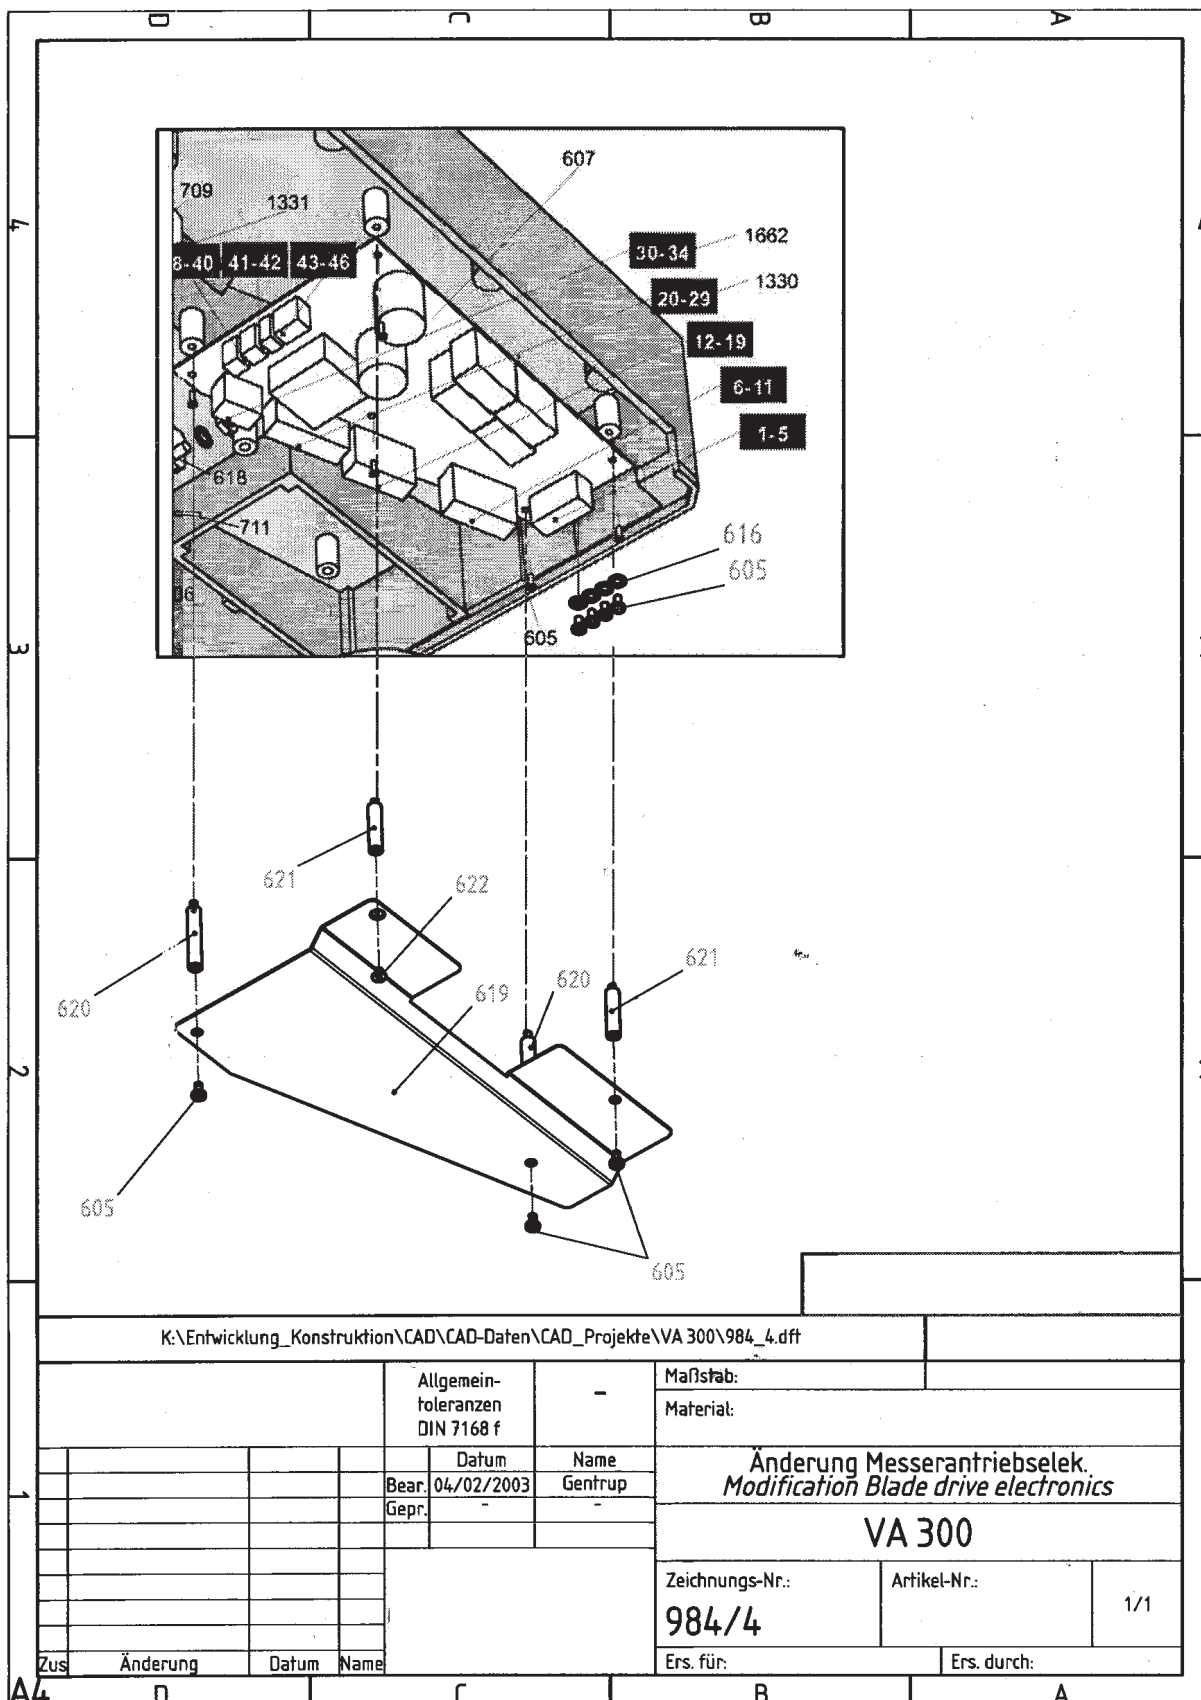 D C B A
4
607
709
1331
8-40 41-42 43-46
30-34
1662
20-29
1330
12-19
6-11
1-5
618
711
616
605
6
605
3
621
622
621
620
619
620
2
605
605
K:\Entwicklung_Konstruktion\CAD\CAD-Daten\CAD_Projekte\VA 300\984_4.dft
Allgemein-
toleranzen
DIN 7168 f
-
Maßstab:
Material:
Datum Name
Bear. 04/02/2003 Gentrup
Gepr. - -
Änderung Messerantriebselek.
Modification Blade drive electronics
VA 300
1
Zeichnungs-Nr.:
984/4
Artikel-Nr.:
1/1
Zus Änderung Datum Name
Ers. für:
Ers. durch:
A4 D C B A